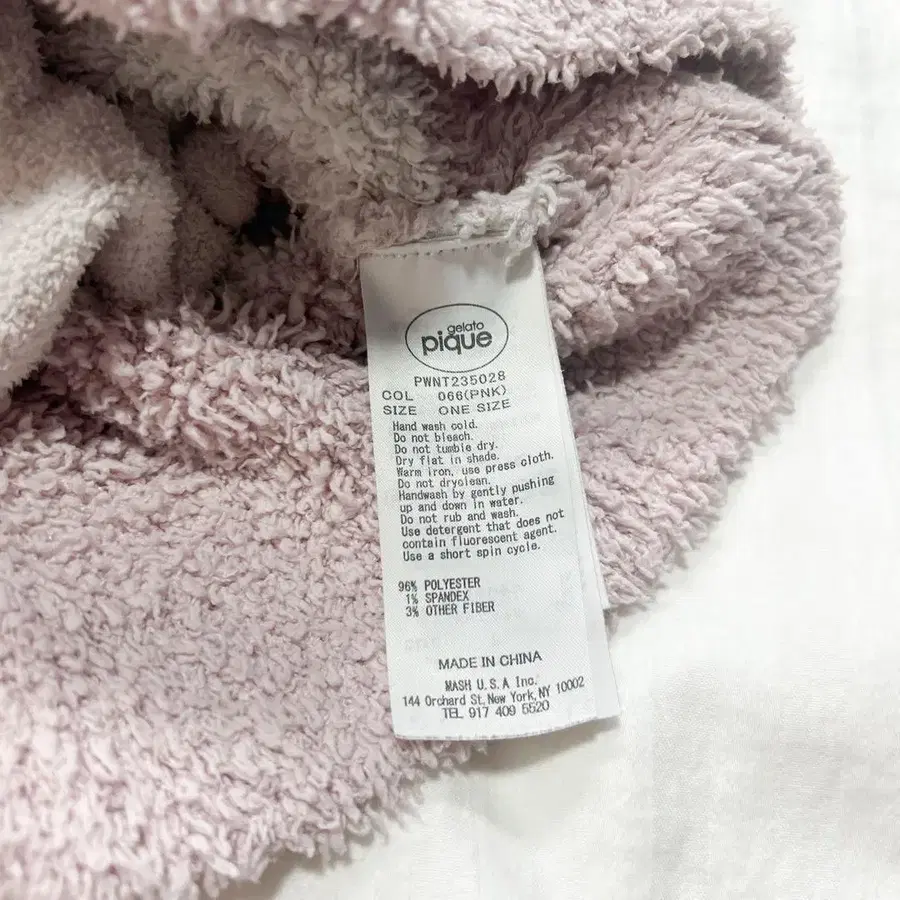 gelato
pique
PWNT235028
COL 066(PNK)
SIZE ONE SIZE
Hand wash cold.
Do not bleach.
Do not tumble dry.
Dry flat in shade.
Warm iron, use press cloth.
Do not dryclean.
Handwash by gently pushing
up and down in water.
Do not rub and wash.
Use detergent that does not
contain fluorescent agent.
Use a short spin cycle.
96% POLYESTER
1% SPANDEX
3% OTHER FIBER
MADE IN CHINA
MASH U.S.A Inc.
144 Orchard St, New York, NY 10002
TEL 917 409 5520